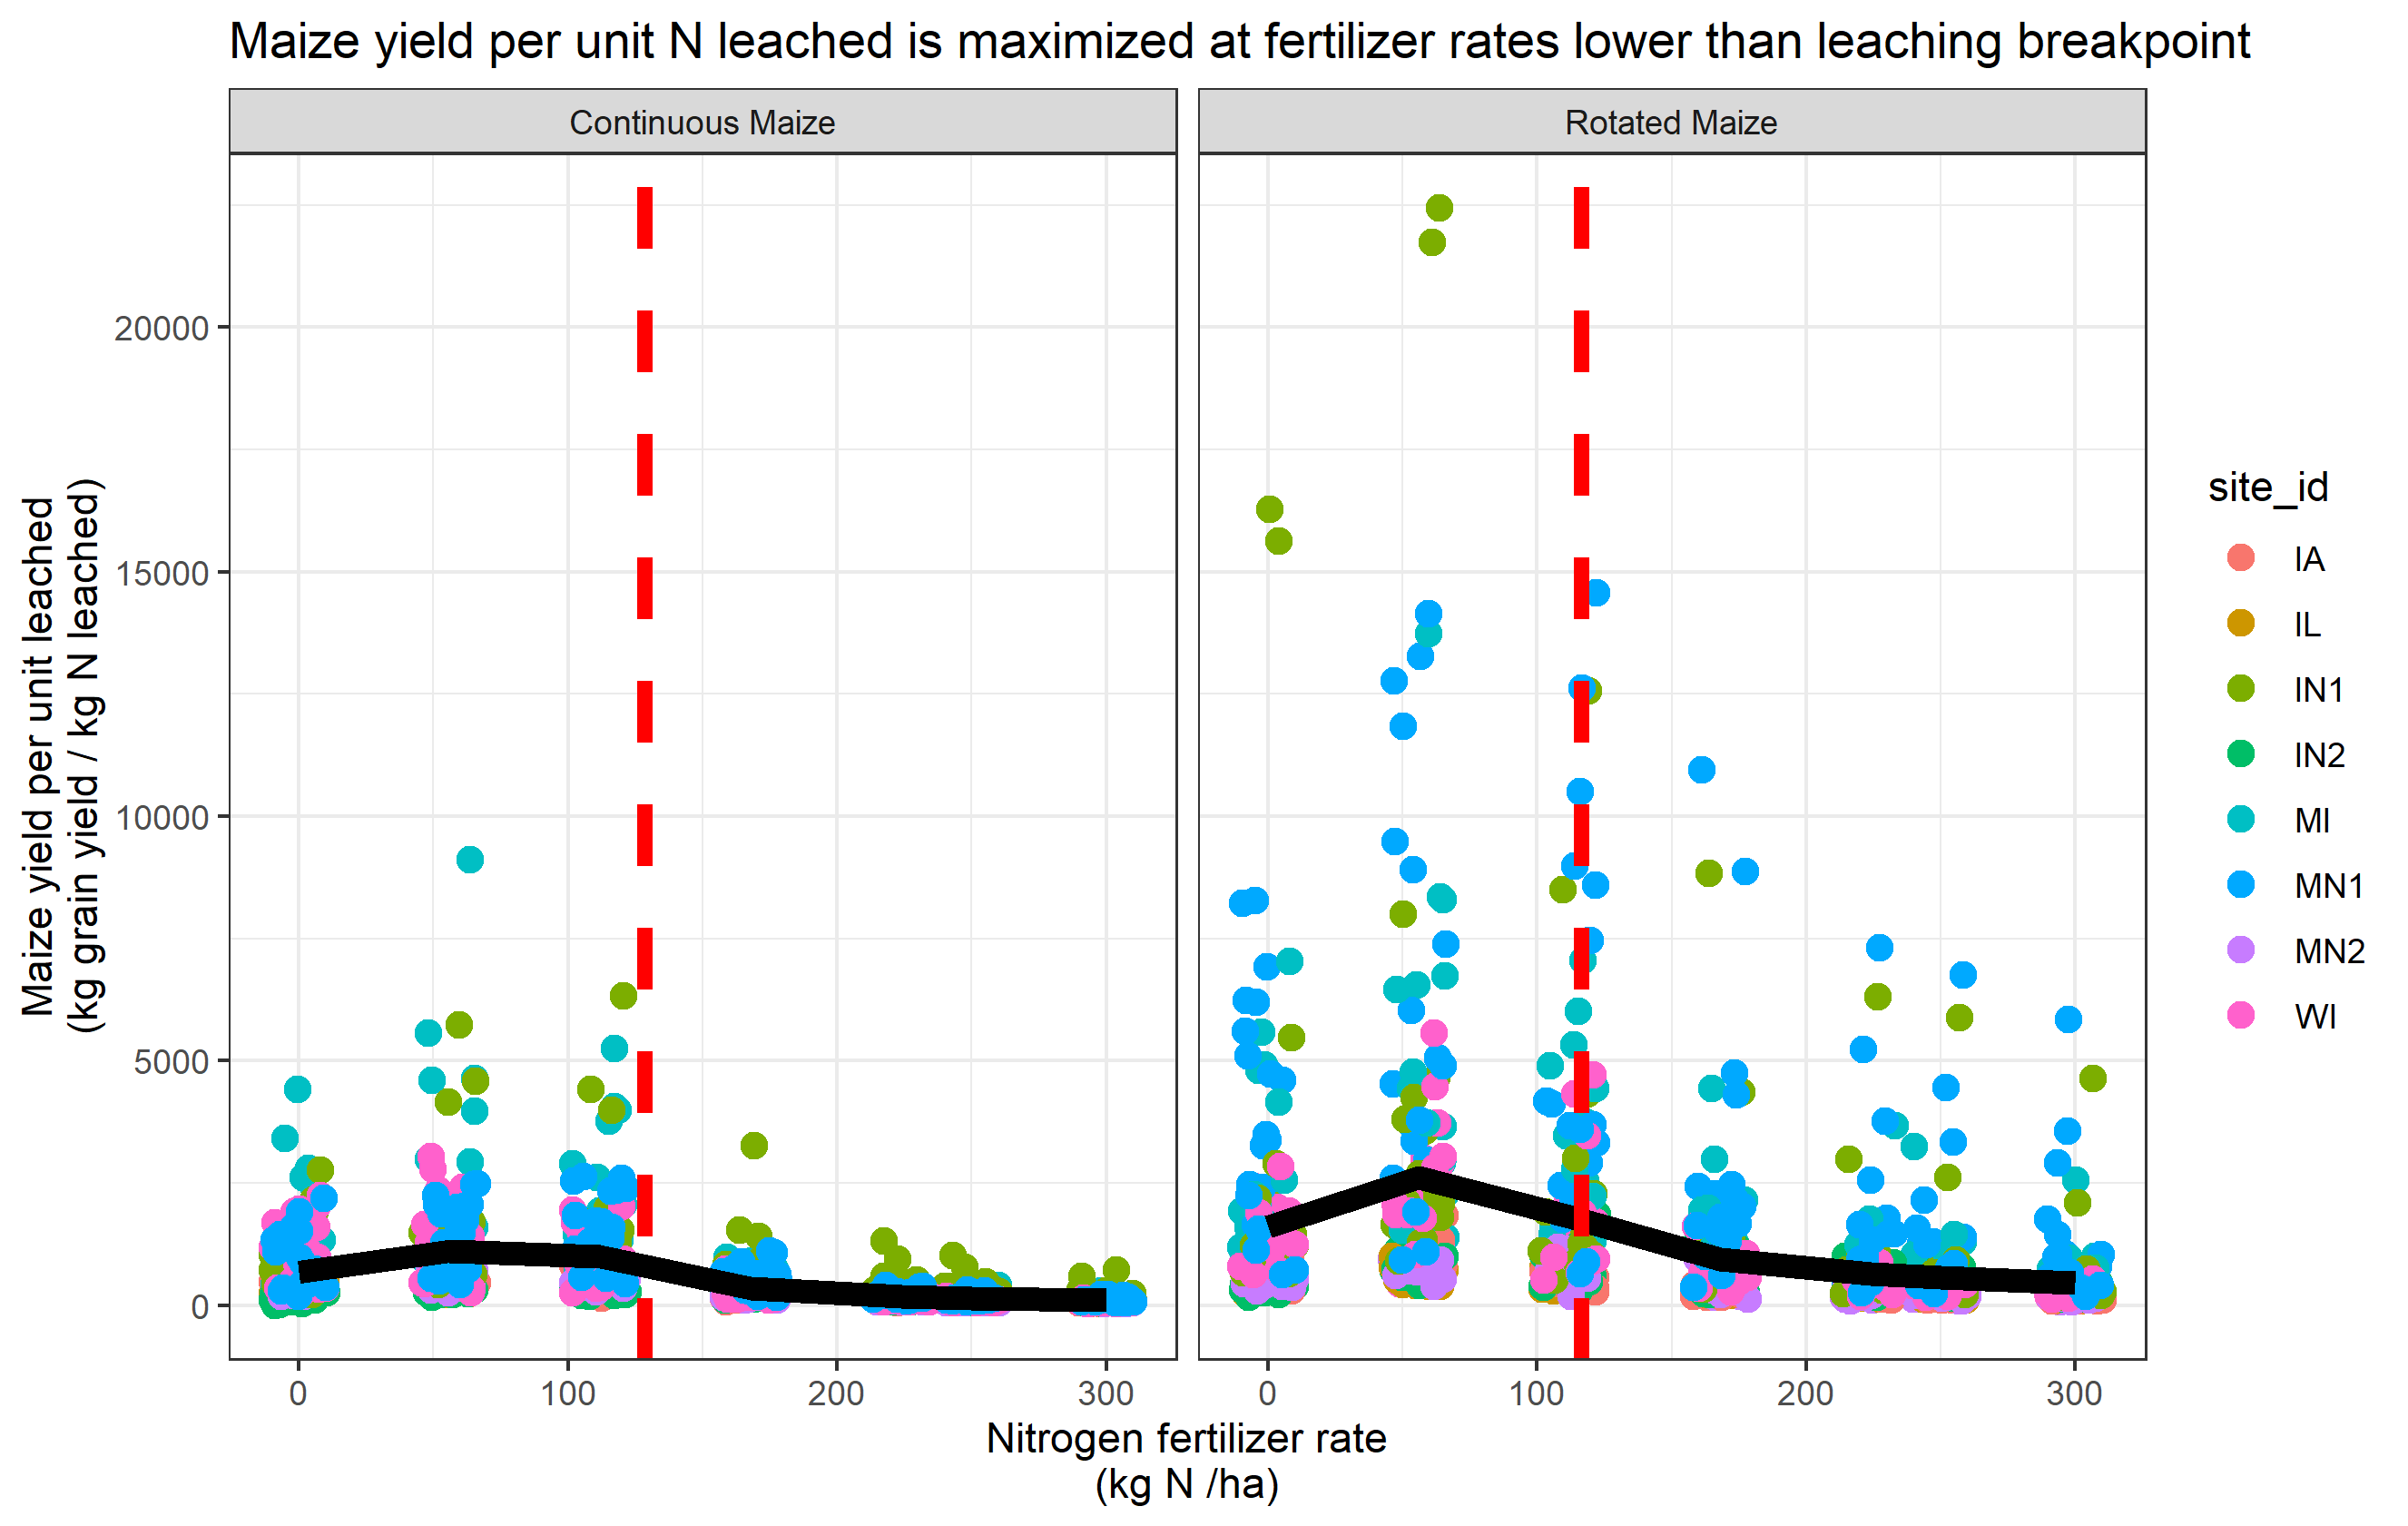 Maize yield per unit N leached is maximized at fertilizer rates lower than leaching breakpoint
Continuous Maize
Rotated Maize
Maize yield per unit leached
(kg grain yield / kg N leached)
20000
15000
10000
5000
0
0
100
200
300
0
100
200
300
Nitrogen fertilizer rate
(kg N /ha)
site_id
IA
IL
IN1
IN2
MI
MN1
MN2
WI